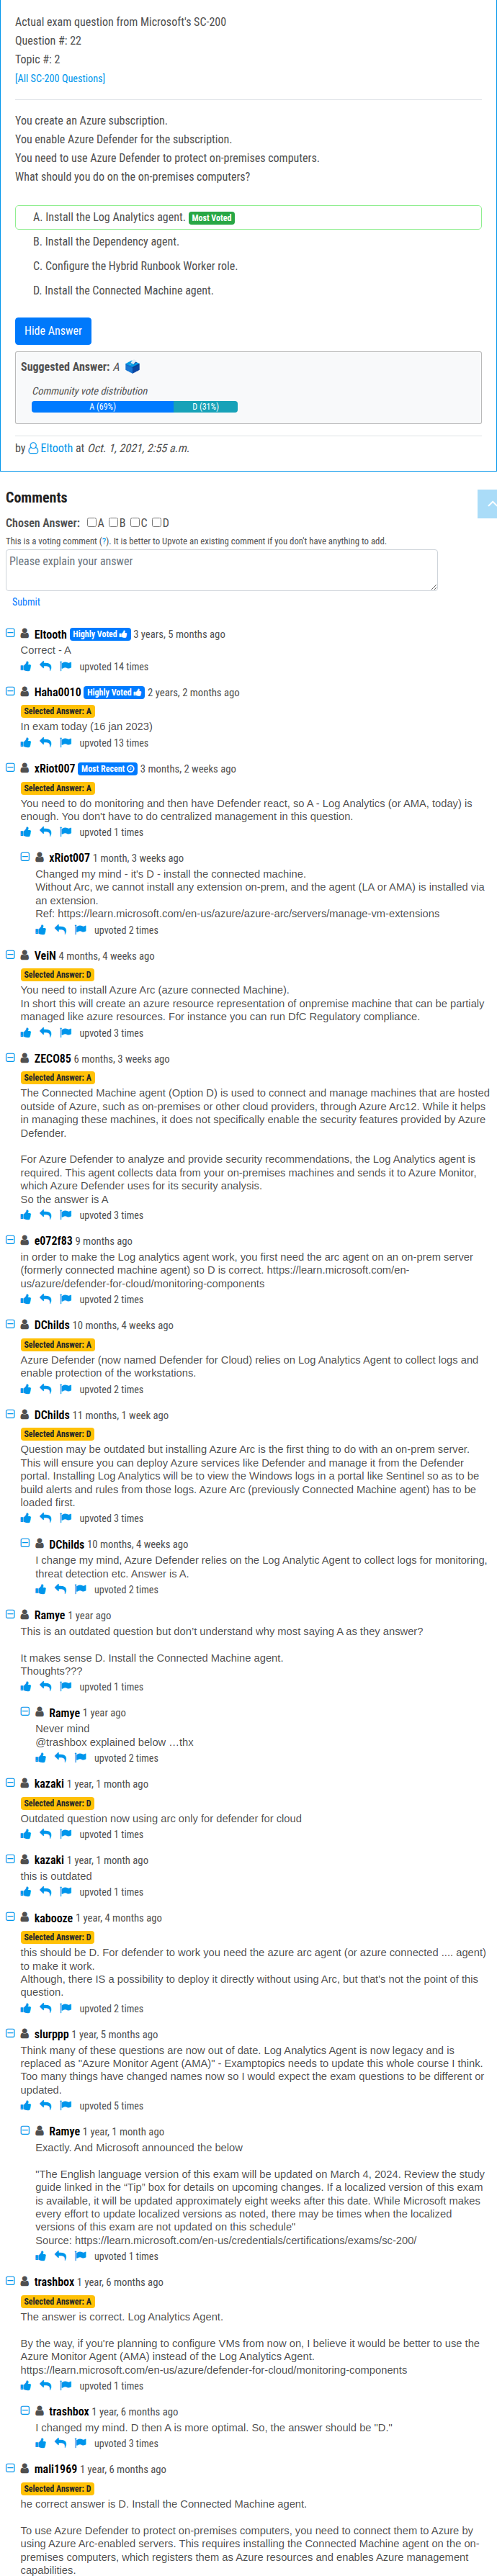 Actual exam question from Microsoft's SC-200
Question #: 22
Topic #: 2
[All SC-200 Questions]
You create an Azure subscription.
You enable Azure Defender for the subscription.
You need to use Azure Defender to protect on-premises computers.
What should you do on the on-premises computers?
A. Install the Log Analytics agent. Most Voted
B. Install the Dependency agent.
C. Configure the Hybrid Runbook Worker role.
D. Install the Connected Machine agent.
Hide Answer
Suggested Answer: A
Community vote distribution
A (69%) D (31%)
by Eltooth at Oct. 1, 2021, 2:55 a.m.
Comments
Chosen Answer: A B C D
This is a voting comment (?). It is better to Upvote an existing comment if you don't have anything to add.
Please explain your answer
Submit
Eltooth Highly Voted 3 years, 5 months ago
Correct - A
upvoted 14 times
Haha0010 Highly Voted 2 years, 2 months ago
Selected Answer: A
In exam today (16 jan 2023)
upvoted 13 times
xRiot007 Most Recent 3 months, 2 weeks ago
Selected Answer: A
You need to do monitoring and then have Defender react, so A - Log Analytics (or AMA, today) is
enough. You don't have to do centralized management in this question.
upvoted 1 times
xRiot007 1 month, 3 weeks ago
Changed my mind - it's D - install the connected machine.
Without Arc, we cannot install any extension on-prem, and the agent (LA or AMA) is installed via
an extension.
Ref: https://learn.microsoft.com/en-us/azure/azure-arc/servers/manage-vm-extensions
upvoted 2 times
VeiN 4 months, 4 weeks ago
Selected Answer: D
You need to install Azure Arc (azure connected Machine).
In short this will create an azure resource representation of onpremise machine that can be partialy
managed like azure resources. For instance you can run DfC Regulatory compliance.
upvoted 3 times
ZECO85 6 months, 3 weeks ago
Selected Answer: A
The Connected Machine agent (Option D) is used to connect and manage machines that are hosted
outside of Azure, such as on-premises or other cloud providers, through Azure Arc12. While it helps
in managing these machines, it does not specifically enable the security features provided by Azure
Defender.
For Azure Defender to analyze and provide security recommendations, the Log Analytics agent is
required. This agent collects data from your on-premises machines and sends it to Azure Monitor,
which Azure Defender uses for its security analysis.
So the answer is A
upvoted 3 times
e072f83 9 months ago
in order to make the Log analytics agent work, you first need the arc agent on an on-prem server
(formerly connected machine agent) so D is correct. https://learn.microsoft.com/en-
us/azure/defender-for-cloud/monitoring-components
upvoted 2 times
DChilds 10 months, 4 weeks ago
Selected Answer: A
Azure Defender (now named Defender for Cloud) relies on Log Analytics Agent to collect logs and
enable protection of the workstations.
upvoted 2 times
DChilds 11 months, 1 week ago
Selected Answer: D
Question may be outdated but installing Azure Arc is the first thing to do with an on-prem server.
This will ensure you can deploy Azure services like Defender and manage it from the Defender
portal. Installing Log Analytics will be to view the Windows logs in a portal like Sentinel so as to be
build alerts and rules from those logs. Azure Arc (previously Connected Machine agent) has to be
loaded first.
upvoted 3 times
DChilds 10 months, 4 weeks ago
I change my mind, Azure Defender relies on the Log Analytic Agent to collect logs for monitoring,
threat detection etc. Answer is A.
upvoted 2 times
Ramye 1 year ago
This is an outdated question but don't understand why most saying A as they answer?
It makes sense D. Install the Connected Machine agent.
Thoughts???
upvoted 1 times
Ramye 1 year ago
Never mind
@trashbox explained below …thx
upvoted 2 times
kazaki 1 year, 1 month ago
Selected Answer: D
Outdated question now using arc only for defender for cloud
upvoted 1 times
kazaki 1 year, 1 month ago
this is outdated
upvoted 1 times
kabooze 1 year, 4 months ago
Selected Answer: D
this should be D. For defender to work you need the azure arc agent (or azure connected .... agent)
to make it work.
Although, there IS a possibility to deploy it directly without using Arc, but that's not the point of this
question.
upvoted 2 times
slurppp 1 year, 5 months ago
Think many of these questions are now out of date. Log Analytics Agent is now legacy and is
replaced as "Azure Monitor Agent (AMA)" - Examptopics needs to update this whole course I think.
Too many things have changed names now so I would expect the exam questions to be different or
updated.
upvoted 5 times
Ramye 1 year, 1 month ago
Exactly. And Microsoft announced the below
"The English language version of this exam will be updated on March 4, 2024. Review the study
guide linked in the “Tip” box for details on upcoming changes. If a localized version of this exam
is available, it will be updated approximately eight weeks after this date. While Microsoft makes
every effort to update localized versions as noted, there may be times when the localized
versions of this exam are not updated on this schedule"
Source: https://learn.microsoft.com/en-us/credentials/certifications/exams/sc-200/
upvoted 1 times
trashbox 1 year, 6 months ago
Selected Answer: A
The answer is correct. Log Analytics Agent.
By the way, if you're planning to configure VMs from now on, I believe it would be better to use the
Azure Monitor Agent (AMA) instead of the Log Analytics Agent.
https://learn.microsoft.com/en-us/azure/defender-for-cloud/monitoring-components
upvoted 1 times
trashbox 1 year, 6 months ago
I changed my mind. D then A is more optimal. So, the answer should be "D."
upvoted 3 times
mali1969 1 year, 6 months ago
Selected Answer: D
he correct answer is D. Install the Connected Machine agent.
To use Azure Defender to protect on-premises computers, you need to connect them to Azure by
using Azure Arc-enabled servers. This requires installing the Connected Machine agent on the on-
premises computers, which registers them as Azure resources and enables Azure management
capabilities.